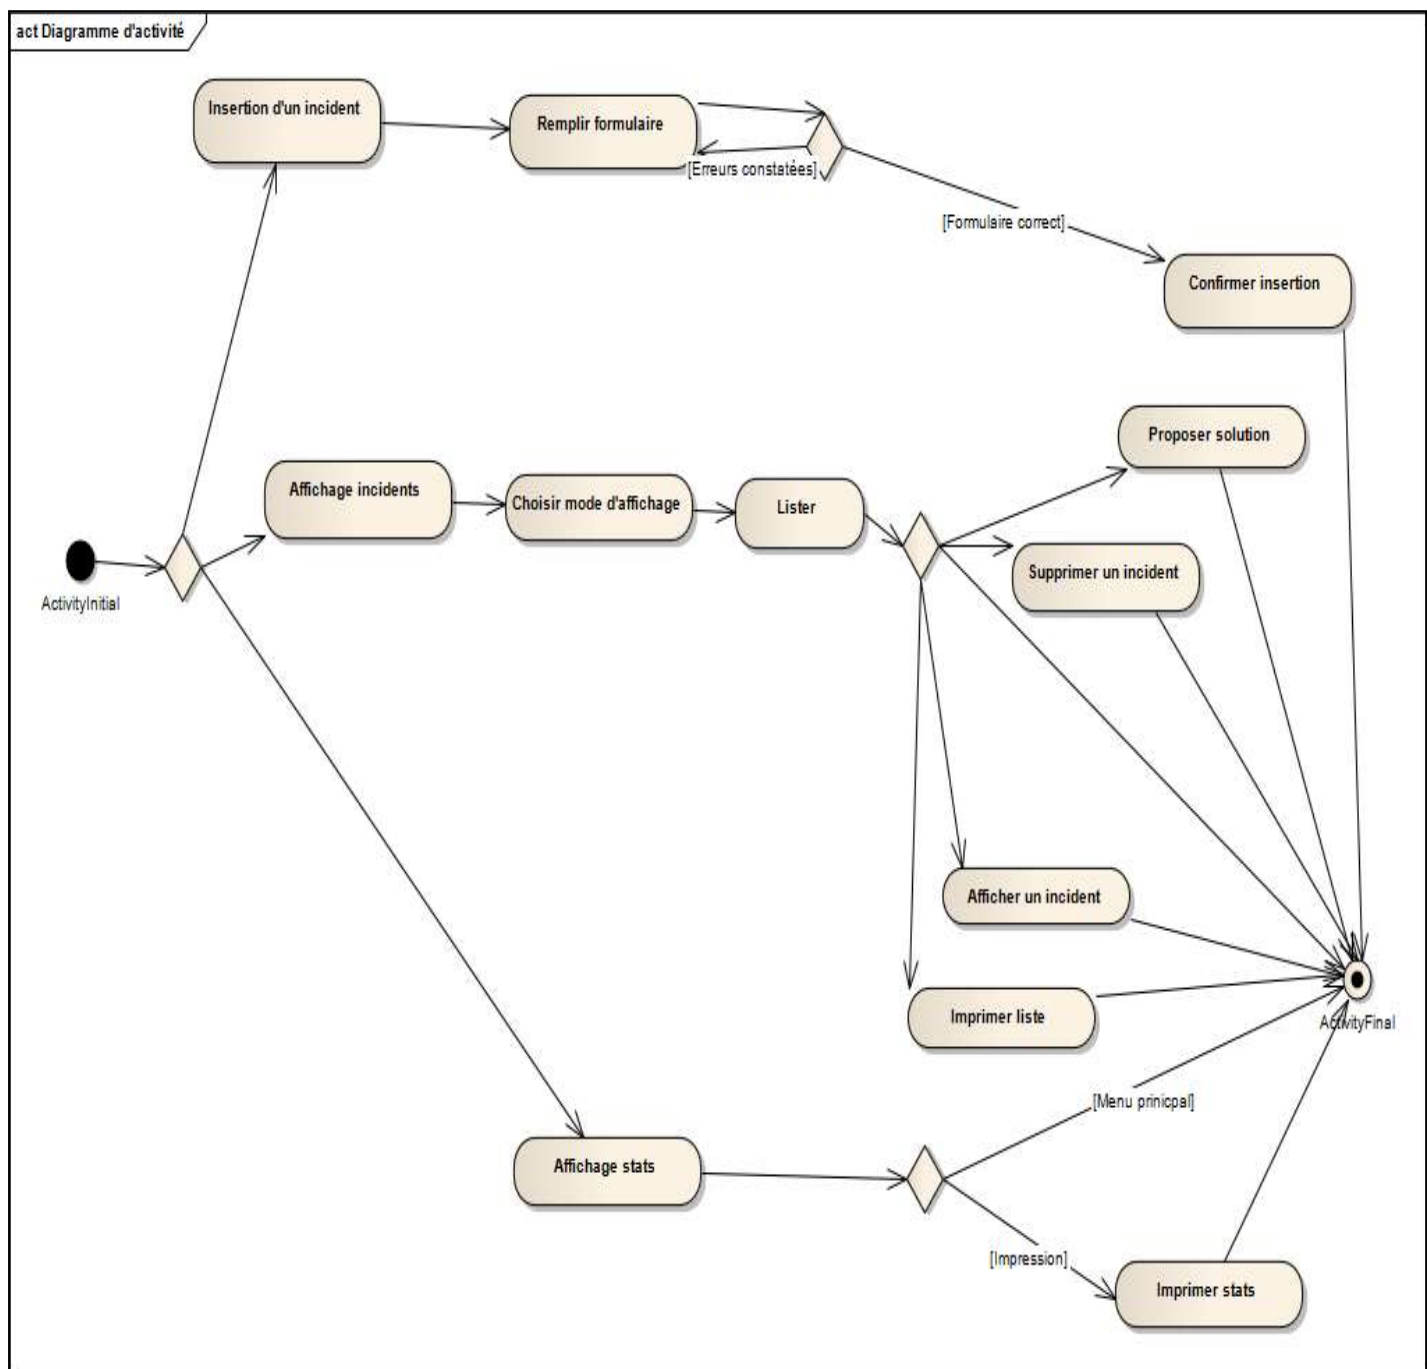 act Diagramme d'activité
Insertion d'un incident
Remplir formulaire
[Erreurs constatées]
[Formulaire correct]
Confirmer insertion
Proposer solution
Affichage incidents
Choisir mode d'affichage
Lister
Supprimer un incident
ActivityInitial
Afficher un incident
Imprimer liste
ActivityFinal
[Menu prinicpal]
Affichage stats
[Impression]
Imprimer stats